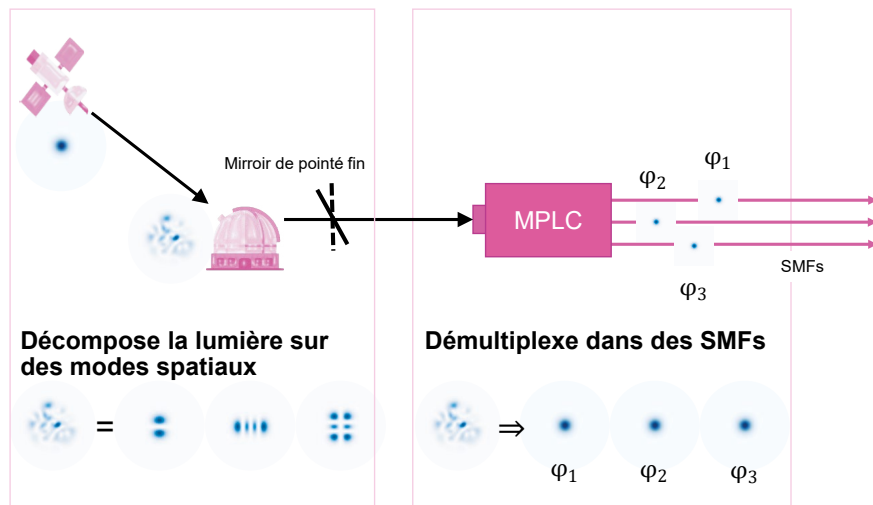 Mirroir de pointé fin
φ1
φ2
MPLC
φ3
SMFs
Décompose la lumière sur
des modes spatiaux
Démultiplexe dans des SMFs
=
⇒
φ1 φ2 φ3